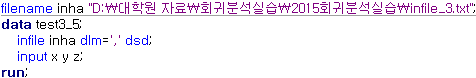 filename inha "D:₩대학원 자료₩회귀분석실습₩2015회귀분석실습₩infile_3.txt";
data test3_5;
infile inha dlm=',' dsd;
input x y z;
run;